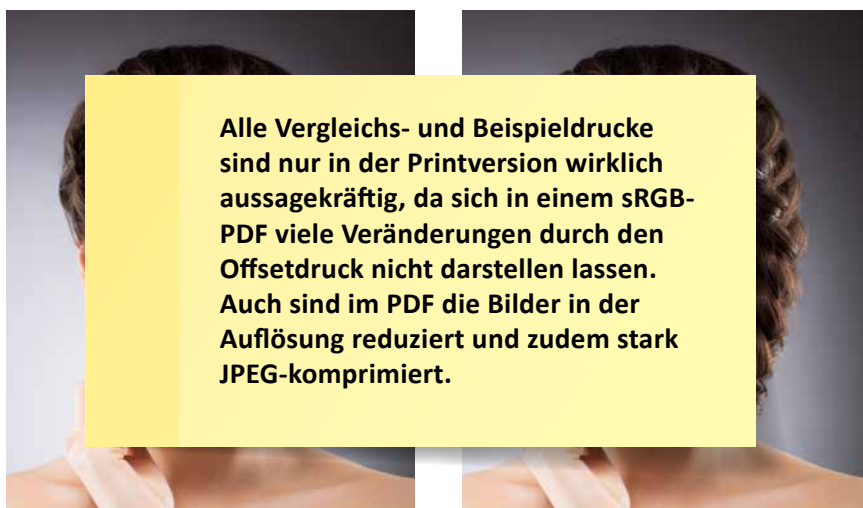 Alle Vergleichs- und Beispieldrucke
sind nur in der Printversion wirklich
aussagekräftig, da sich in einem sRGB-
PDF viele Veränderungen durch den
Offsetdruck nicht darstellen lassen.
Auch sind im PDF die Bilder in der
Auflösung reduziert und zudem stark
JPEG-komprimiert.